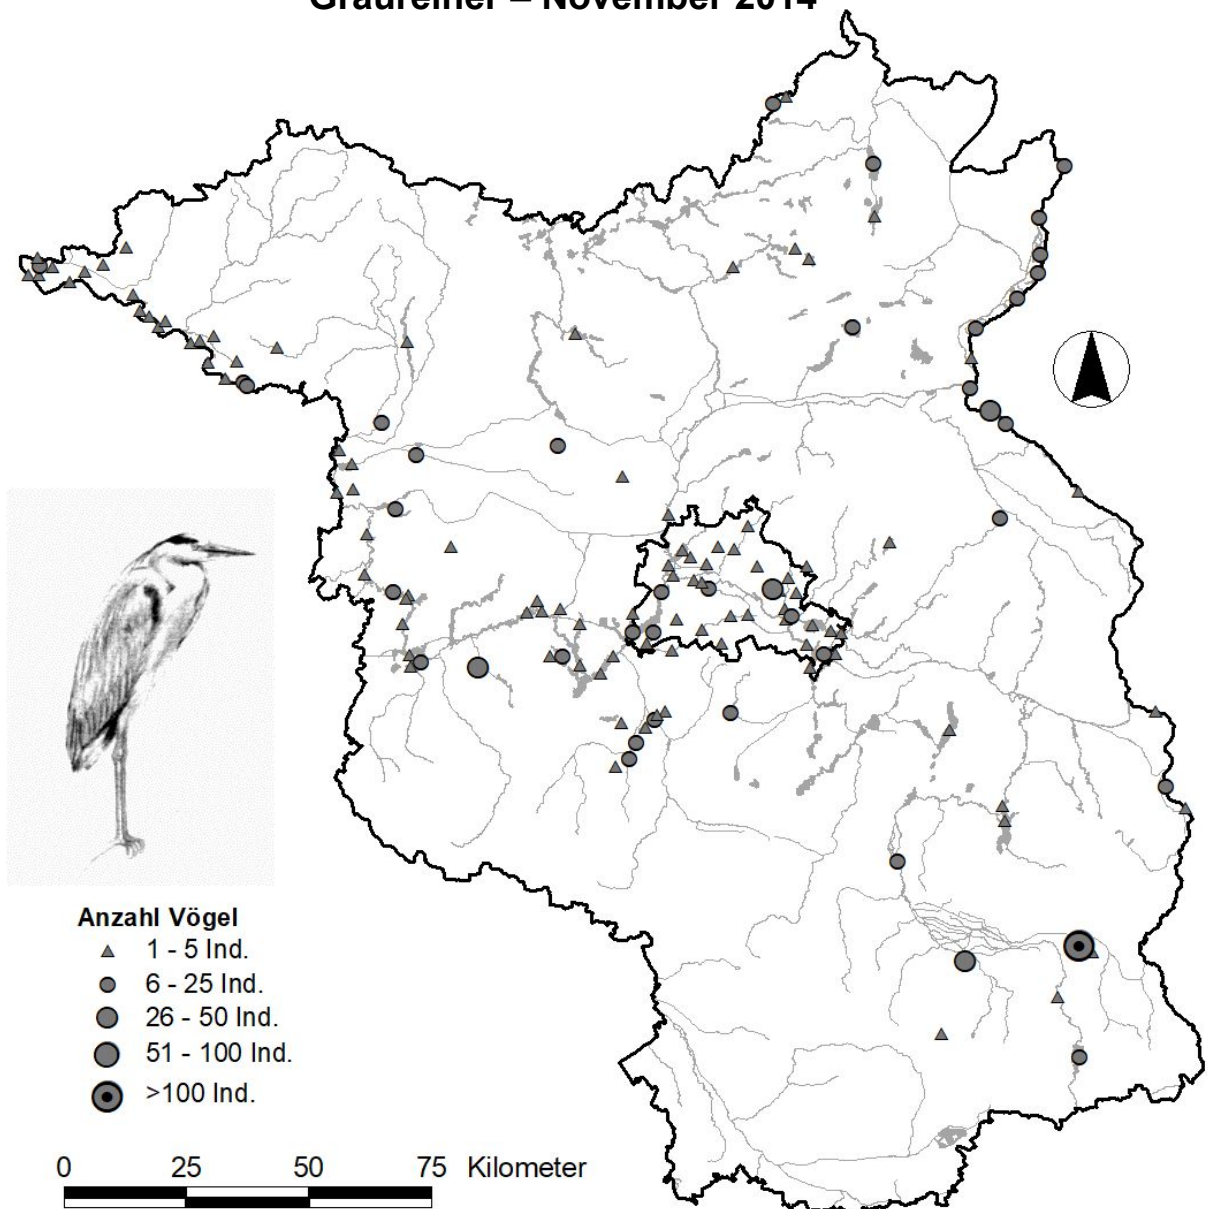 Graureiher – November 2014
Anzahl Vögel
1 - 5 Ind.
6 - 25 Ind.
26 - 50 Ind.
51 - 100 Ind.
>100 Ind.
0 25 50 75 Kilometer